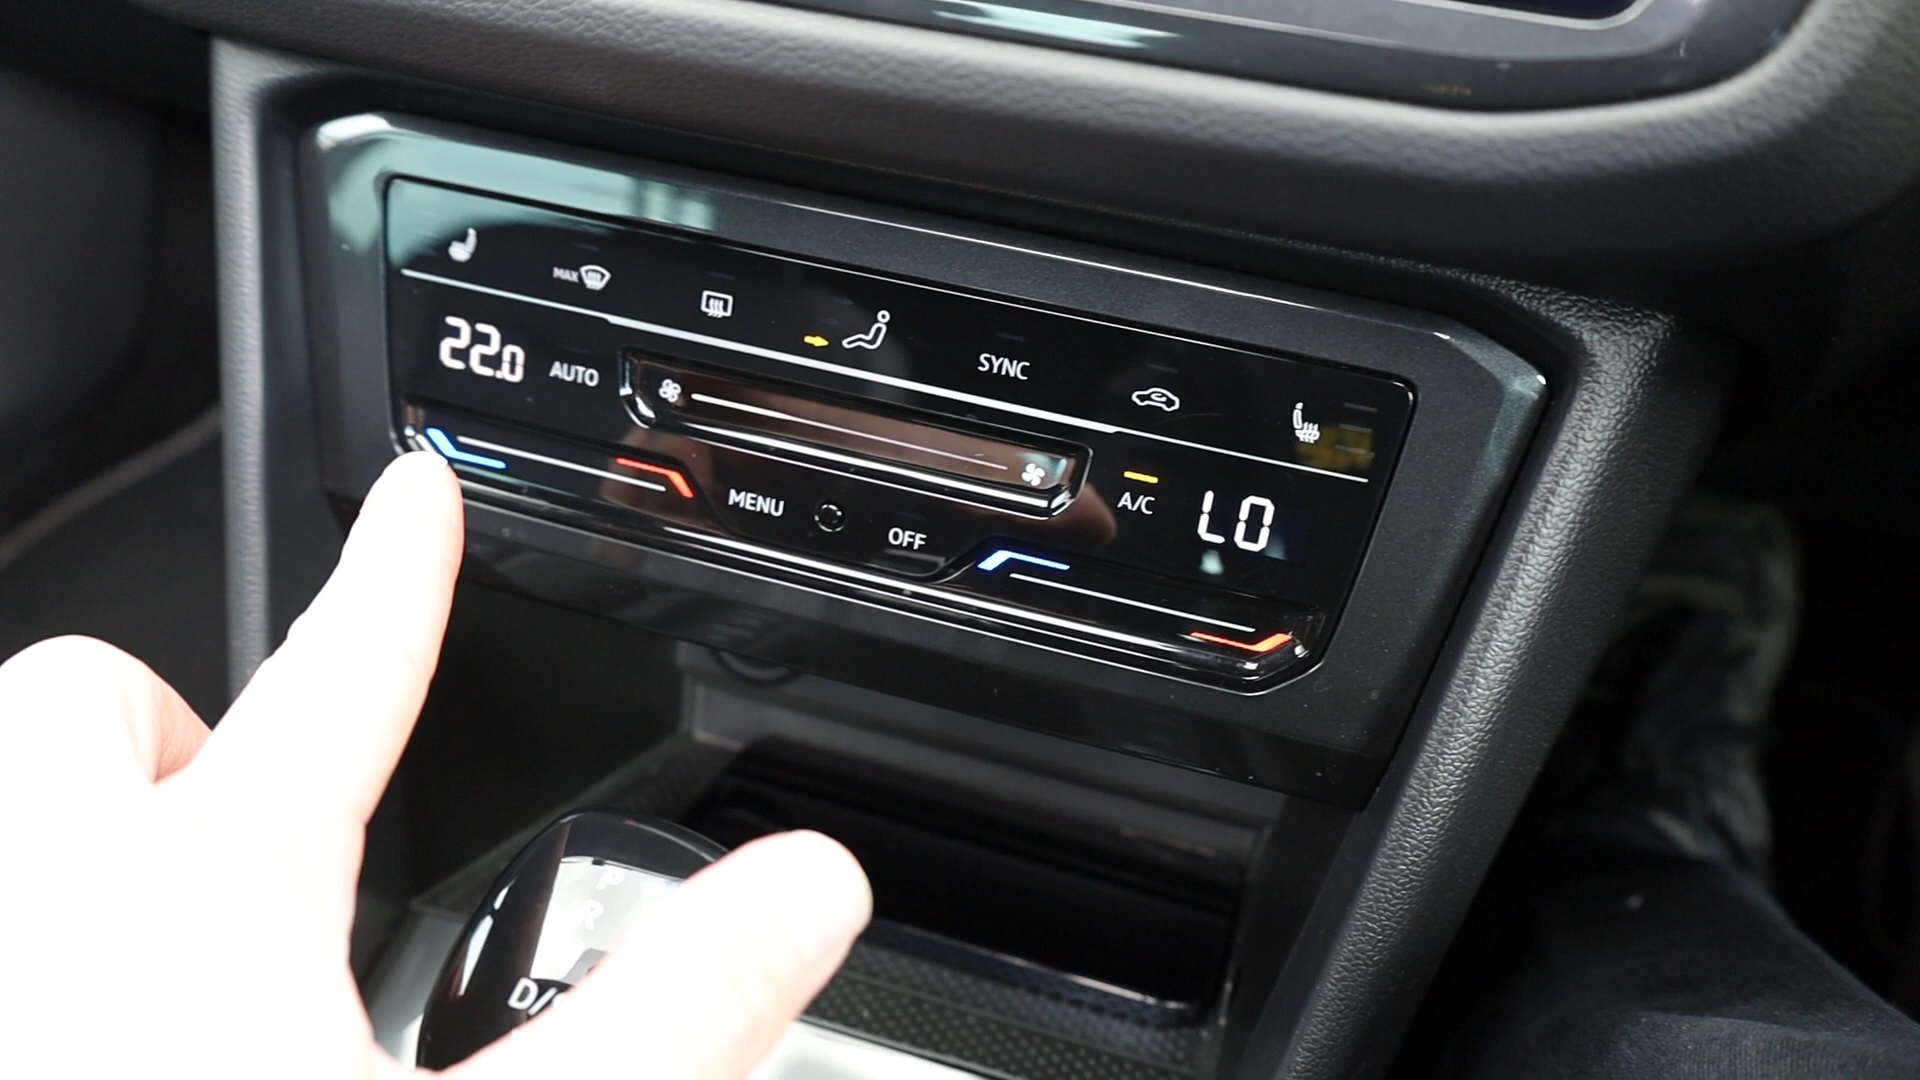 MAX
22.0 AUTO
SYNC
MENU
OFF
A/C
LO
P
R
D/